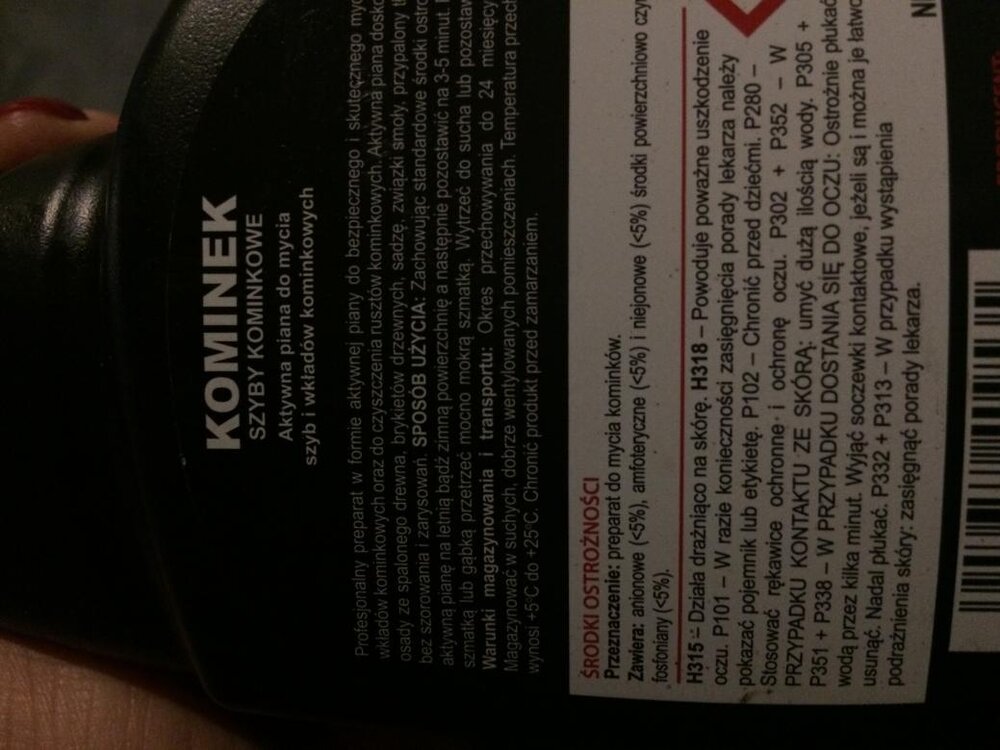 KOMINEK
SZYBY KOMINKOWE
Aktywna piana do mycia
szyb i wkładów kominkowych
Profesjonalny preparat w formie aktywnej piany do bezpiecznego i skutecznego
wkładów kominkowych oraz do czyszczenia rusztów kominkowych. Aktywna piana
osady ze spalonego drewna, brykietów drzewnych, sadzę, związki smoły, przypalony
bez szorowania i zarysowań. SPOSÓB UŻYCIA: Zachowując standardowe środki
aktywną pianę na letnią bądź zimną powierzchnię a następnie pozostawić na 3-5 minut.
szmatką lub gąbką przetrzeć mocno mokrą szmatką. Wytrzeć do sucha lub
Warunki magazynowania i transportu: Okres przechowywania do 24 miesięcy
Magazynować w suchych, dobrze wentylowanych pomieszczeniach. Temperatura
wynosi +5°C do +25°C. Chronić produkt przed zamarzaniem.
ŚRODKI OSTROŻNOŚCI
Przeznaczenie: preparat do mycia kominków.
Zawiera: anionowe (<5%), amfoteryczne (<5%) i niejonowe (<5%) środki powierzchniowo
fosfoniany (<5%).
H315 – Działa drażniąco na skórę. H318 – Powoduje poważne uszkodzenie
oczu. P101 – W razie konieczności zasięgnięcia porady lekarza należy
pokazać pojemnik lub etykietę. P102 – Chronić przed dziećmi. P280 –
Stosować rękawice ochronne i ochronę oczu. P302 + P352 – W
PRZYPADKU KONTAKTU ZE SKÓRĄ: umyć dużą ilością wody. P305 +
P351 + P338 – W PRZYPADKU DOSTANIA SIĘ DO OCZU: Ostrożnie płukać
wodą przez kilka minut. Wyjąć soczewki kontaktowe, jeżeli są i można je łatwo
usunąć. Nadal płukać. P332 + P313 – W przypadku wystąpienia
podrażnienia skóry: zasięgnąć porady lekarza.